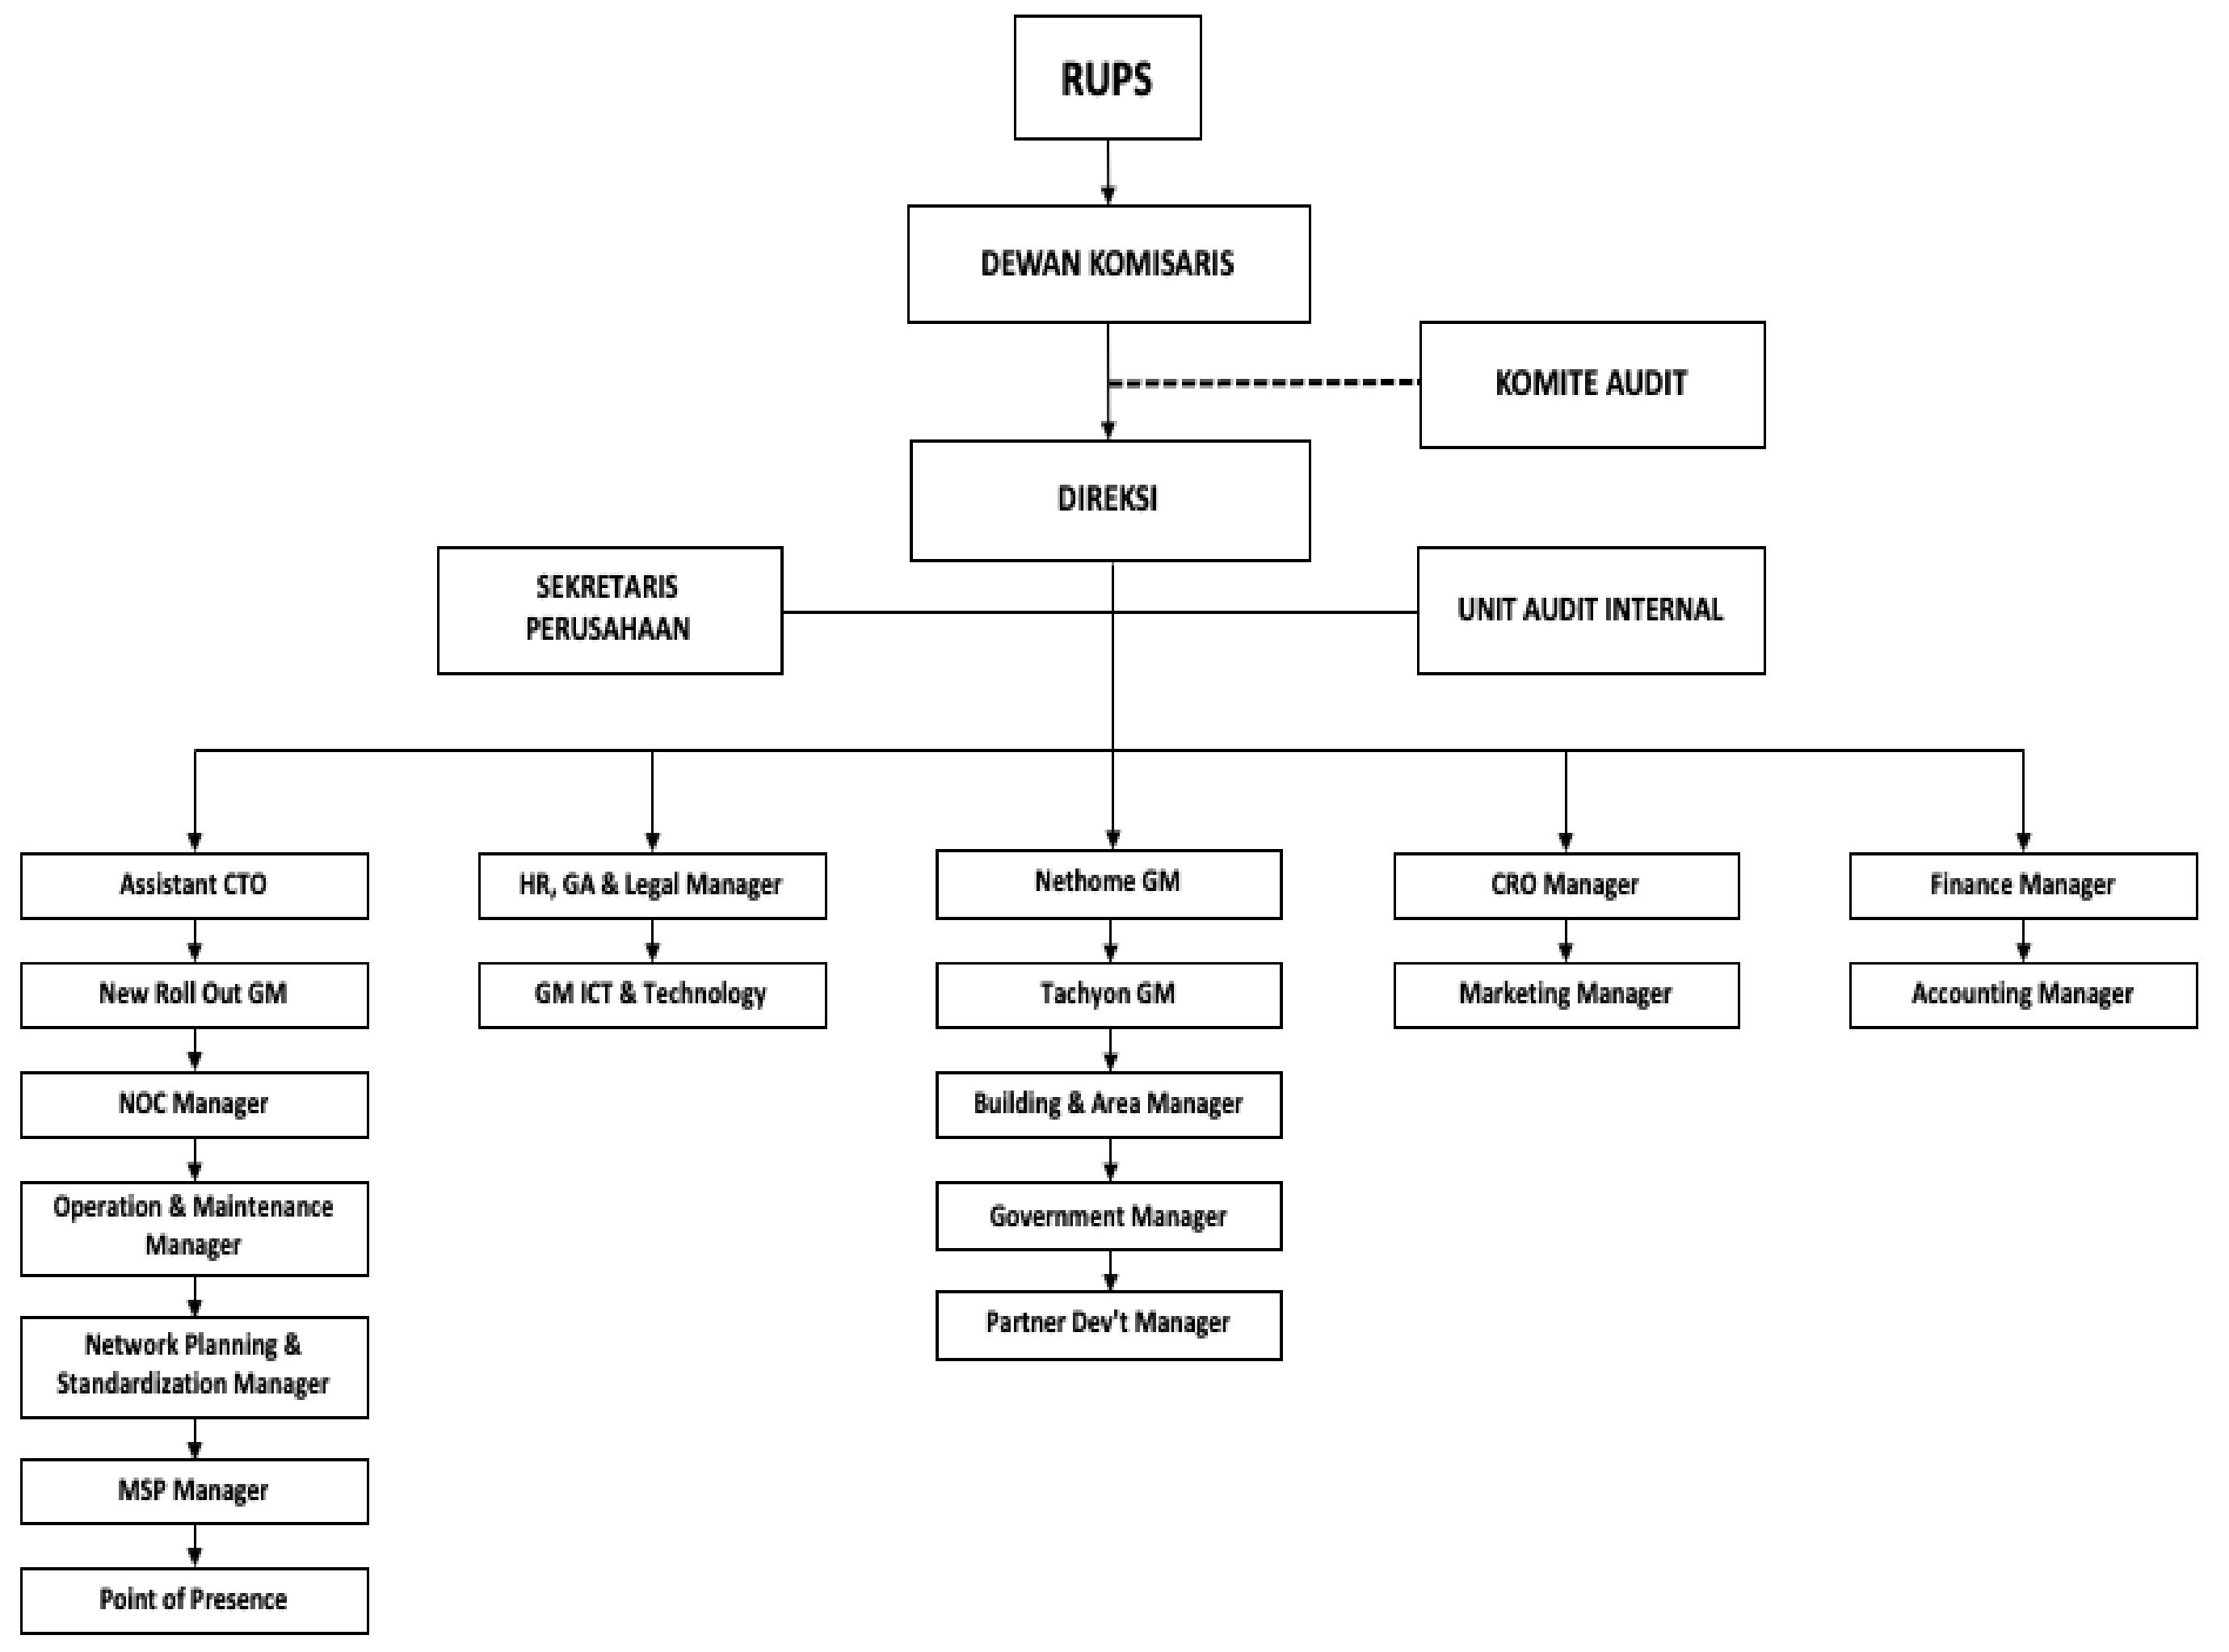 RUPS
DEWAN KOMISARIS
KOMITE AUDIT
DIREKSI
SEKRETARIS
PERUSAHAAN
UNIT AUDIT INTERNAL
Assistant CTO
HR, GA & Legal Manager
Nethome GM
CRO Manager
Finance Manager
New Roll Out GM
GM ICT & Technology
Tachyon GM
Marketing Manager
Accounting Manager
NOC Manager
Building & Area Manager
Operation & Maintenance
Manager
Government Manager
Network Planning &
Standardization Manager
Partner Dev't Manager
MSP Manager
Point of Presence